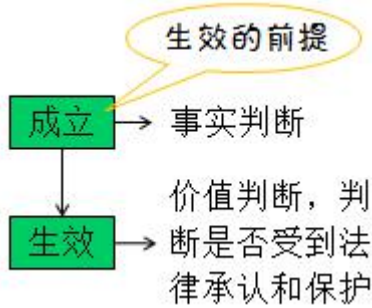 生效的前提
成立
事实判断
生效
价值判断，判
断是否受到法
律承认和保护